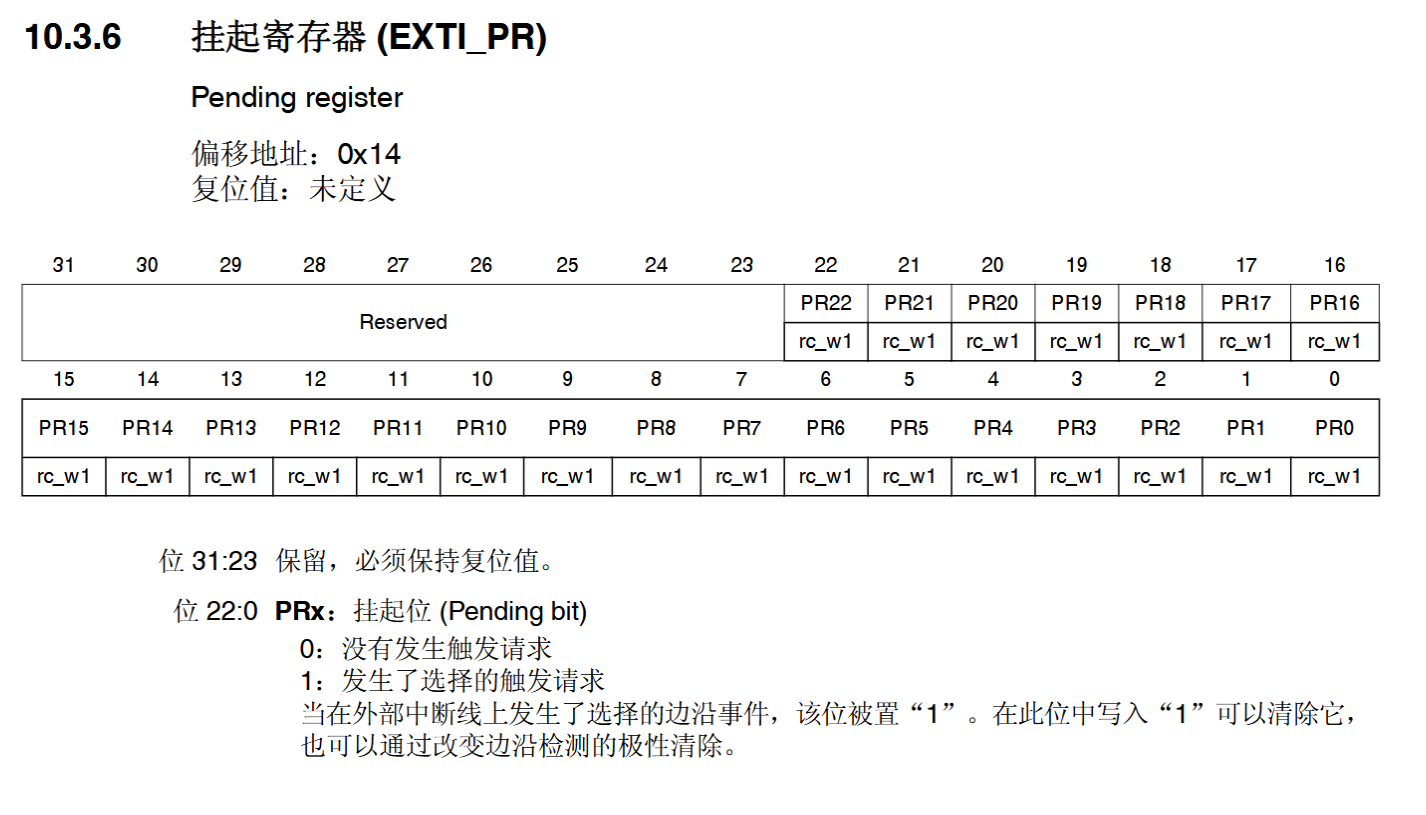 10.3.6 挂起寄存器 (EXTI_PR)
Pending register
偏移地址：0x14
复位值：未定义
31 30 29 28 27 26 25 24 23 22 21 20 19 18 17 16
Reserved PR22 PR21 PR20 PR19 PR18 PR17 PR16
rc_w1 rc_w1 rc_w1 rc_w1 rc_w1 rc_w1 rc_w1
15 14 13 12 11 10 9 8 7 6 5 4 3 2 1 0
PR15 PR14 PR13 PR12 PR11 PR10 PR9 PR8 PR7 PR6 PR5 PR4 PR3 PR2 PR1 PR0
rc_w1 rc_w1 rc_w1 rc_w1 rc_w1 rc_w1 rc_w1 rc_w1 rc_w1 rc_w1 rc_w1 rc_w1 rc_w1 rc_w1 rc_w1 rc_w1
位 31:23 保留，必须保持复位值。
位 22:0 PRx：挂起位 (Pending bit)
0：没有发生触发请求
1：发生了选择的触发请求
当在外部中断线上发生了选择的边沿事件，该位被置“1”。在此位中写入“1”可以清除它，
也可以通过改变边沿检测的极性清除。